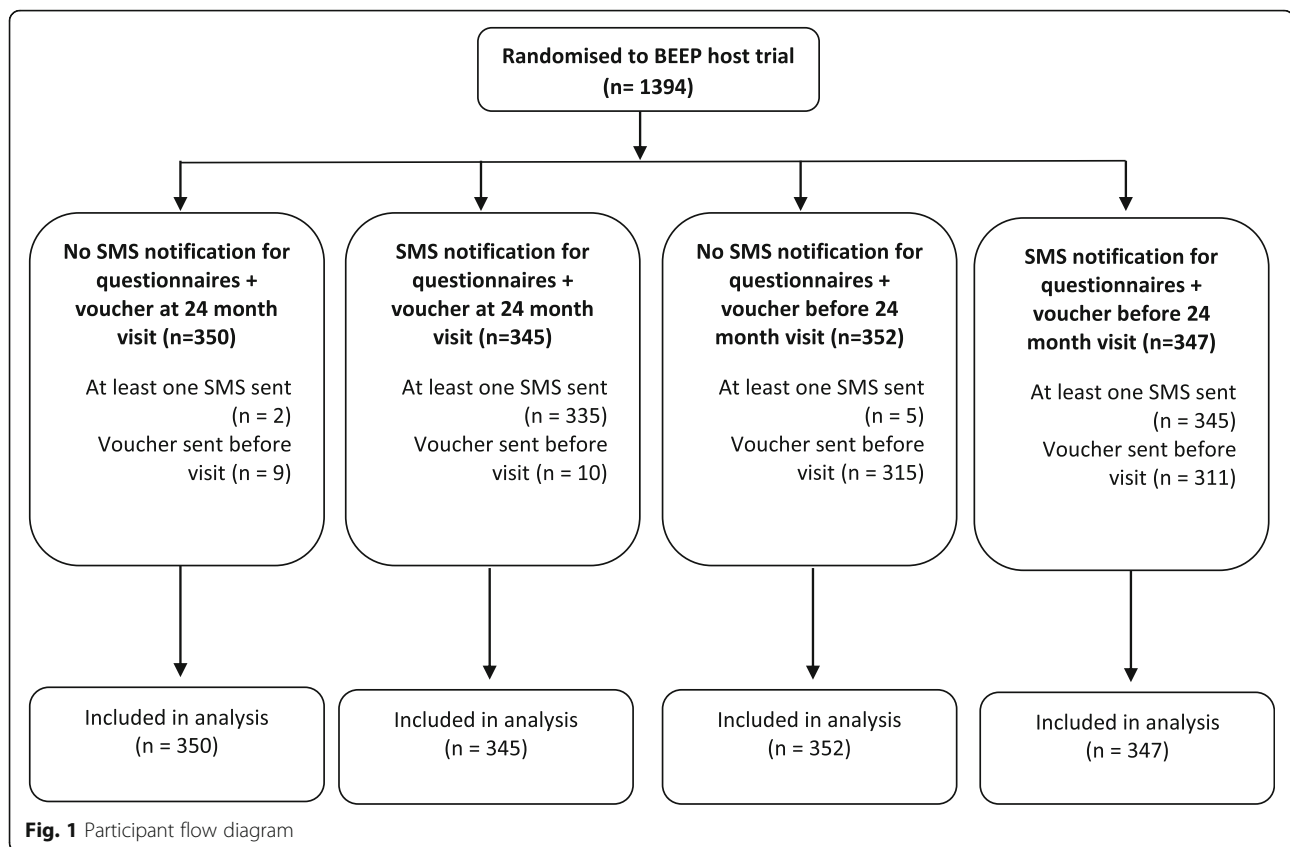 Randomised to BEEP host trial
(n= 1394)
No SMS notification for
questionnaires +
voucher at 24 month
visit (n=350)
At least one SMS sent
(n = 2)
Voucher sent before
visit (n = 9)
SMS notification for
questionnaires +
voucher at 24 month
visit (n=345)
At least one SMS sent
(n = 335)
Voucher sent before
visit (n = 10)
No SMS notification for
questionnaires +
voucher before 24
month visit (n=352)
At least one SMS sent
(n = 5)
Voucher sent before
visit (n = 315)
SMS notification for
questionnaires +
voucher before 24
month visit (n=347)
At least one SMS sent
(n = 345)
Voucher sent before
visit (n = 311)
Included in analysis
(n = 350)
Included in analysis
(n = 345)
Included in analysis
(n = 352)
Included in analysis
(n = 347)
Fig. 1 Participant flow diagram